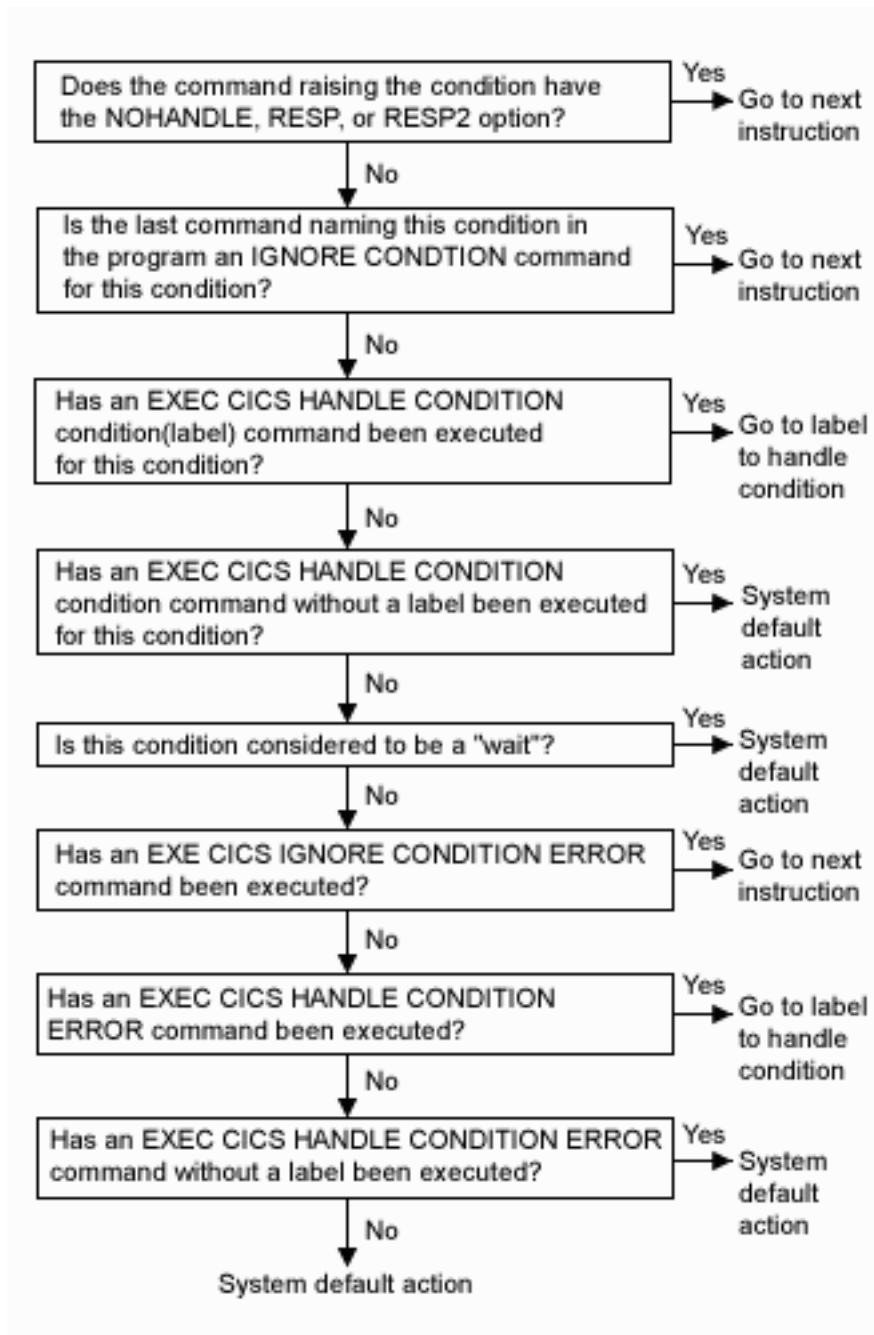 Does the command raising the condition have
the NOHANDLE, RESP, or RESP2 option?
Yes
Go to next
instruction
No
Is the last command naming this condition in
the program an IGNORE CONDTION command
for this condition?
Yes
Go to next
instruction
No
Has an EXEC CICS HANDLE CONDITION
condition(label) command been executed
for this condition?
Yes
Go to label
to handle
condition
No
Has an EXEC CICS HANDLE CONDITION
condition command without a label been executed
for this condition?
Yes
System
default
action
No
Is this condition considered to be a "wait"?
Yes
System
default
action
No
Has an EXE CICS IGNORE CONDITION ERROR
command been executed?
Yes
Go to next
instruction
No
Has an EXEC CICS HANDLE CONDITION
ERROR command been executed?
Yes
Go to label
to handle
condition
No
Has an EXEC CICS HANDLE CONDITION ERROR
command without a label been executed?
Yes
System
default
action
No
System default action